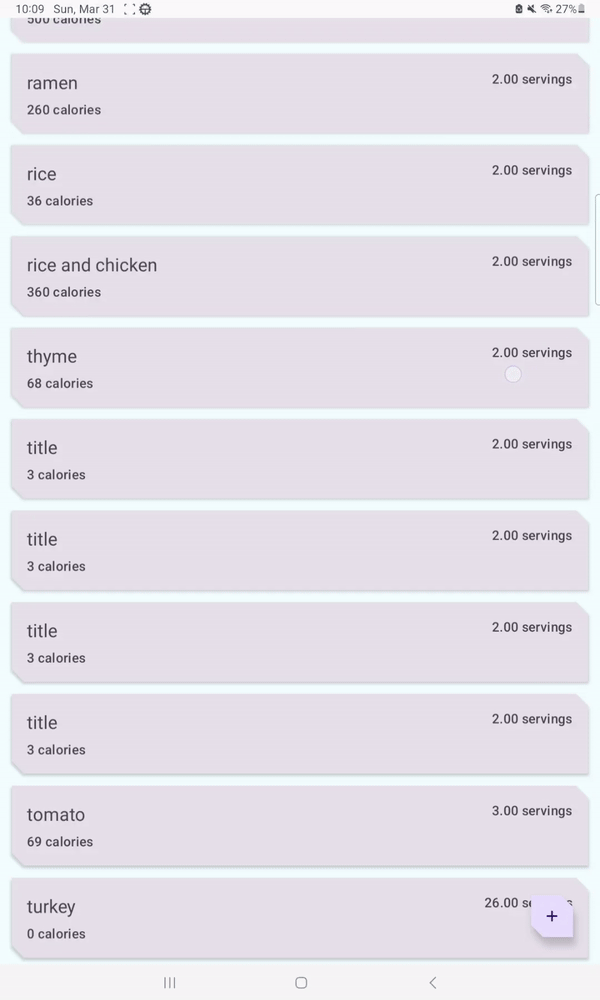 10:09 Sun, Mar 31 27%
500 calories
ramen 2.00 servings
260 calories
rice 2.00 servings
36 calories
rice and chicken 2.00 servings
360 calories
thyme 2.00 servings
68 calories
title 2.00 servings
3 calories
title 2.00 servings
3 calories
title 2.00 servings
3 calories
title 2.00 servings
3 calories
tomato 3.00 servings
69 calories
turkey 26.00
0 calories
+